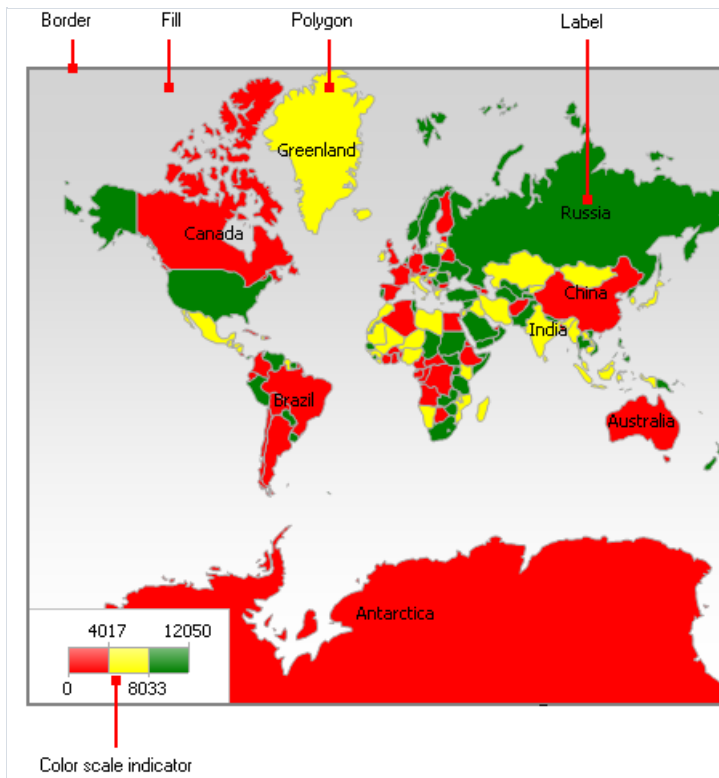 Border Fill Polygon Label
Greenland
Russia
Canada
China
India
Brazil
Australia
Antarctica
4017 12050
0 8033
Color scale indicator